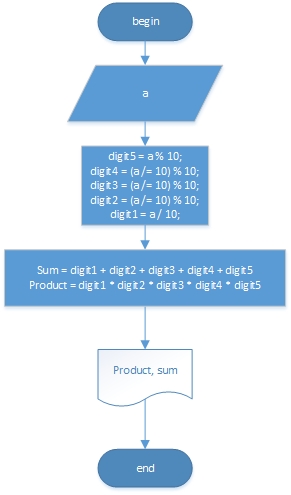 begin
a
digit5 = a % 10;
digit4 = (a /= 10) % 10;
digit3 = (a /= 10) % 10;
digit2 = (a /= 10) % 10;
digit1 = a / 10;
Sum = digit1 + digit2 + digit3 + digit4 + digit5
Product = digit1 * digit2 * digit3 * digit4 * digit5
Product, sum
end